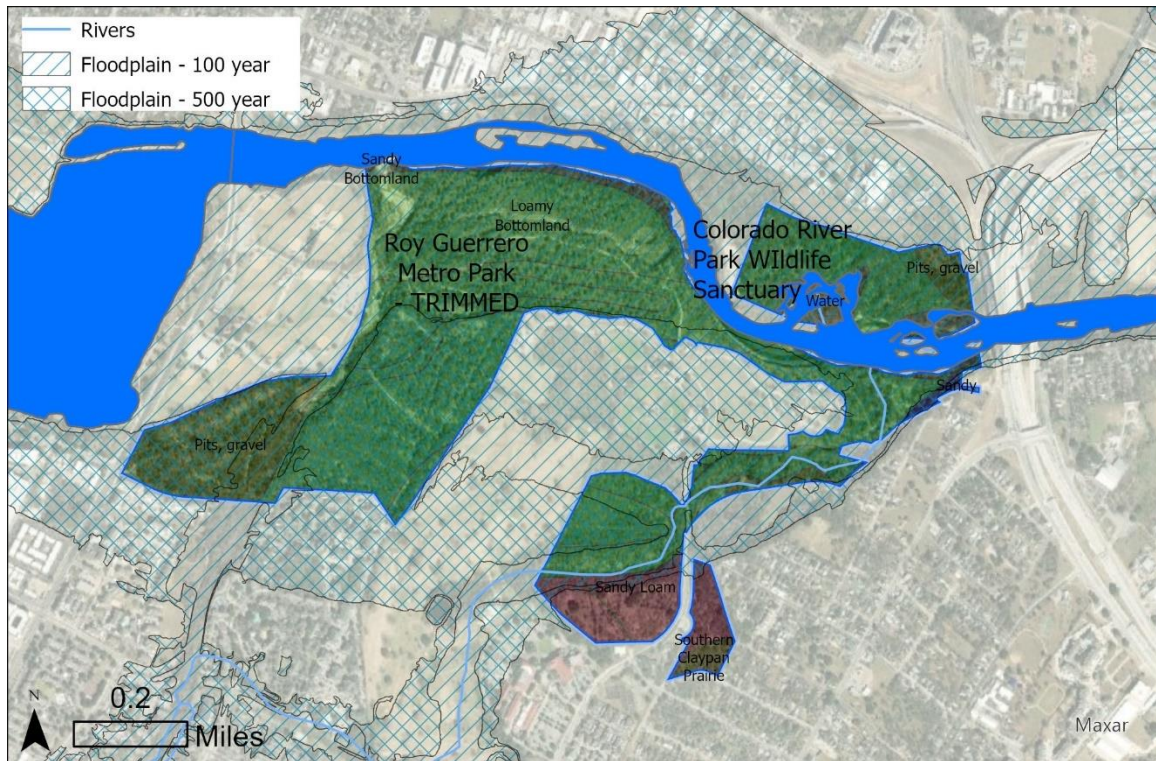 Rivers
Floodplain - 100 year
Floodplain - 500 year
Sandy
Bottomland
Loamy
Bottomland
Roy Guerrero
Metro Park
- TRIMMED
Colorado River
Park WIldlife
Sanctuary
Pits, gravel
Water
Sandy
Pits, gravel
Sandy Loam
Southern
Claypan
Prairie
N
0.2
Miles
Maxar